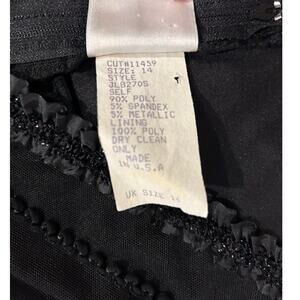 CUT#11459
SIZE: 14
STYLE
JL8270S
SELF
90% POLY
5% SPANDEX
5% METALLIC
LINING
100% POLY
DRY CLEAN
ONLY
MADE
IN U.S.A
UK SIZE 14